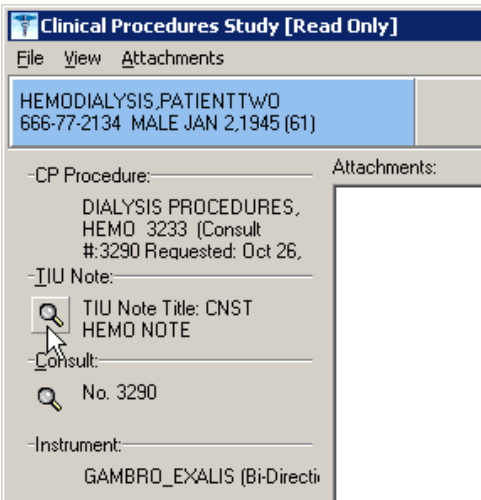 Clinical Procedures Study [Read Only]
File View Attachments
HEMODIALYSIS,PATIENTTWO
666-77-2134 MALE JAN 2,1945 (61)
CP Procedure:
DIALYSIS PROCEDURES,
HEMO 3233 (Consult
#:3290 Requested: Oct 26,
TIU Note:
TIU Note Title: CNST
HEMO NOTE
Consult:
No. 3290
Instrument:
GAMBRO_EXALIS (Bi-Directi
Attachments: